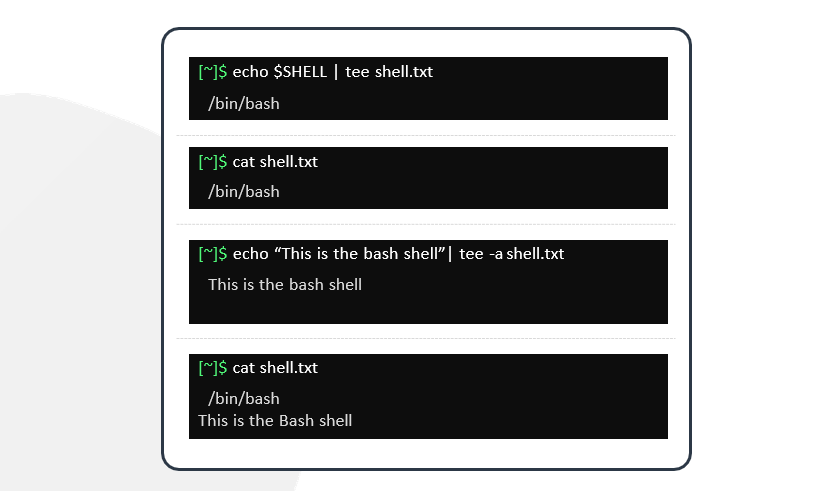 [~]$ echo $SHELL | tee shell.txt
/bin/bash
[~]$ cat shell.txt
/bin/bash
[~]$ echo “This is the bash shell”| tee -a shell.txt
This is the bash shell
[~]$ cat shell.txt
/bin/bash
This is the Bash shell